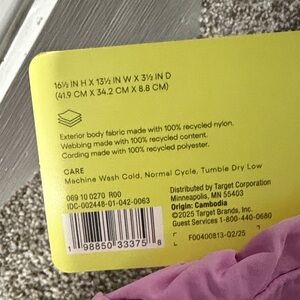 16½ IN H X 13½ IN W X 3½ IN D
(41.9 CM X 34.2 CM X 8.8 CM)
Exterior body fabric made with 100% recycled nylon.
Webbing made with 100% recycled content.
Cording made with 100% recycled polyester.
CARE
Machine Wash Cold, Normal Cycle, Tumble Dry Low
069 10 0270 R00
IDC-002448-01-042-0063
1 98850 33375 8
Distributed by Target Corporation
Minneapolis, MN 55403
Origin: Cambodia
©2025 Target Brands, Inc.
Guest Services 1-800-440-0680
F00400813-02/25